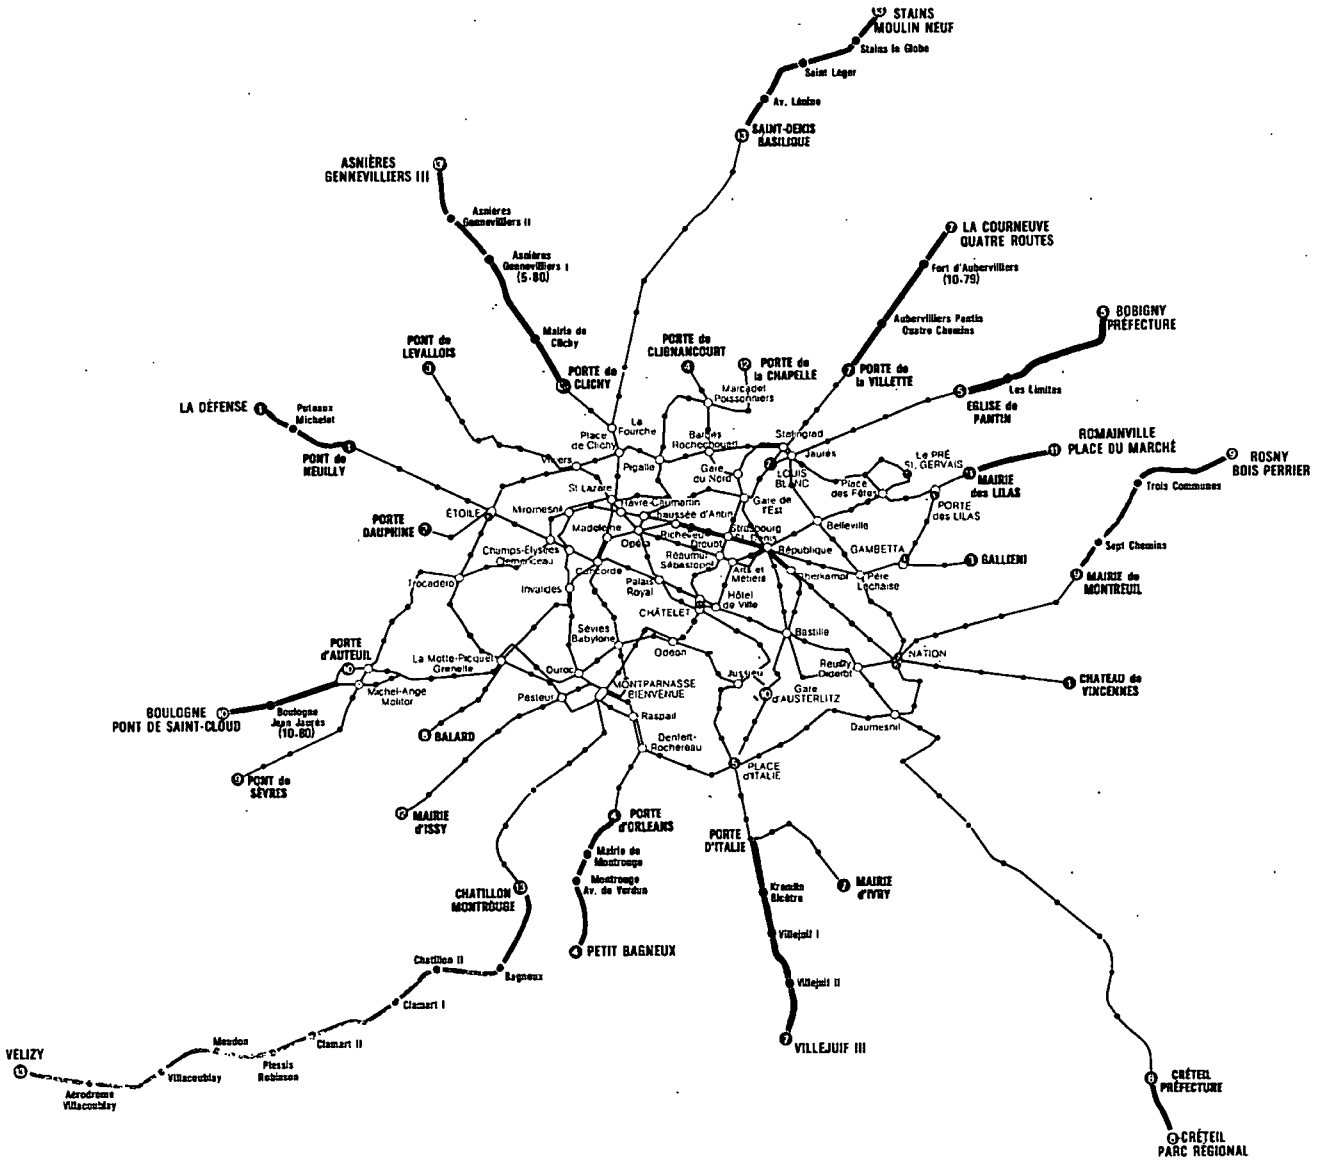 STAINS
MOULIN NEUF
Stains le Globe
Saint Léger
Av. Lénine
SAINT-DENIS
BASILIQUE
ASNIÈRES
GENNEVILLIERS III
Asnières
Gennevilliers II
Asnières
Gennevilliers I
(5-80)
Mairie de
Clichy
PORTE de
CLICHY
LA COURNEUVE
QUATRE ROUTES
Fort d'Aubervilliers
(10-79)
Aubervilliers Pantin
Quatre Chemins
PORTE de
la VILLETTE
BOBIGNY
PRÉFECTURE
Les Limites
EGLISE de
PANTIN
PONT de
LEVALLOIS
PORTE de
CLIGNANCOURT
PORTE de
la CHAPELLE
Marcadet
Poissonniers
LA DÉFENSE
Puteaux
Michelet
PONT de
NEUILLY
ROMAINVILLE
PLACE DU MARCHÉ
ROSNY
BOIS PERRIER
Trois Communes
Sept Chemins
MAIRIE de
MONTREUIL
MAIRIE
des LILAS
PORTE
des LILAS
Le PRÉ
St. GERVAIS
Place
des Fêtes
La
Fourche
Place
de Clichy
Barbès
Rochechouart
Stalingrad
Jaurès
LOUIS
BLANC
Villiers
Pigalle
Gare
du Nord
St Lazare
Havre-Caumartin
Chaussée d'Antin
Gare de
l'Est
Belleville
ÉTOILE
PORTE
DAUPHINE
Miromesnil
Madeleine
Opéra
Richelieu
Drouot
Strasbourg
St. Denis
République
GAMBETTA
GALLIENI
Champs-Elysées
Clemenceau
Concorde
Réaumur
Sébastopol
Arts et
Métiers
Oberkampf
Père
Lachaise
Trocadéro
Invalides
Palais
Royal
Hôtel
de Ville
CHÂTELET
Sèvres
Babylone
Odéon
Bastille
Reuilly
Diderot
NATION
CHATEAU de
VINCENNES
PORTE
d'AUTEUIL
La Motte-Picquet
Grenelle
Duroc
Jussieu
Gare
d'AUSTERLITZ
Michel-Ange
Molitor
MONTPARNASSE
BIENVENUE
Pasteur
Raspail
Daumesnil
BOULOGNE
PONT DE SAINT-CLOUD
Boulogne
Jean Jaurès
(10-80)
BALARD
Denfert-
Rochereau
PLACE
d'ITALIE
PONT de
SÈVRES
MAIRIE
d'ISSY
PORTE
d'ORLEANS
PORTE
D'ITALIE
Mairie de
Montrouge
Montrouge
Av. de Verdun
PETIT BAGNEUX
CHATILLON
MONTROUGE
MAIRIE
d'IVRY
Kremlin
Bicêtre
Villejuif I
Villejuif II
VILLEJUIF III
Bagneux
Chatillon II
Clamart I
Clamart II
Plessis
Robinson
Meudon
Villacoublay
Aérodrome
Villacoublay
VELIZY
CRÉTEIL
PRÉFECTURE
CRÉTEIL
PARC RÉGIONAL